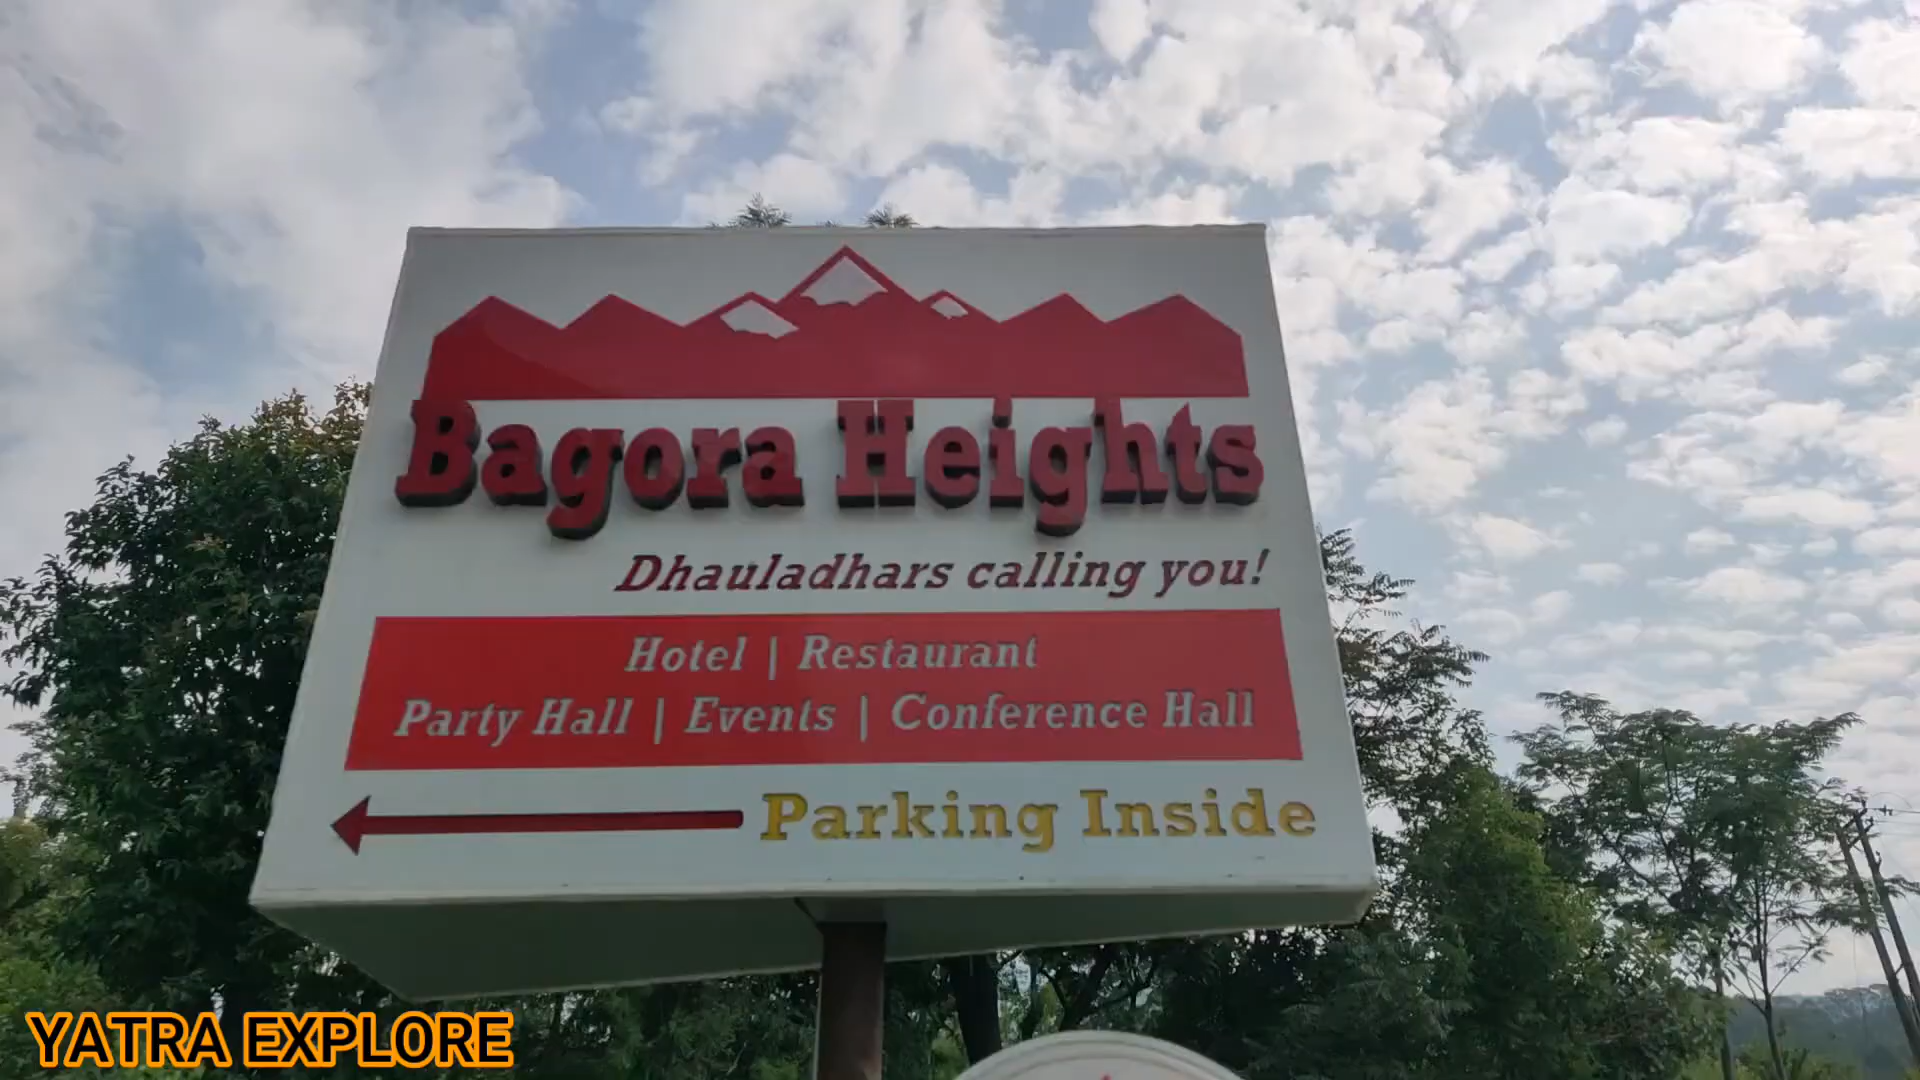 Bagora Heights
Dhauladhars calling you!
Hotel | Restaurant
Party Hall | Events | Conference Hall
Parking Inside
YATRA EXPLORE